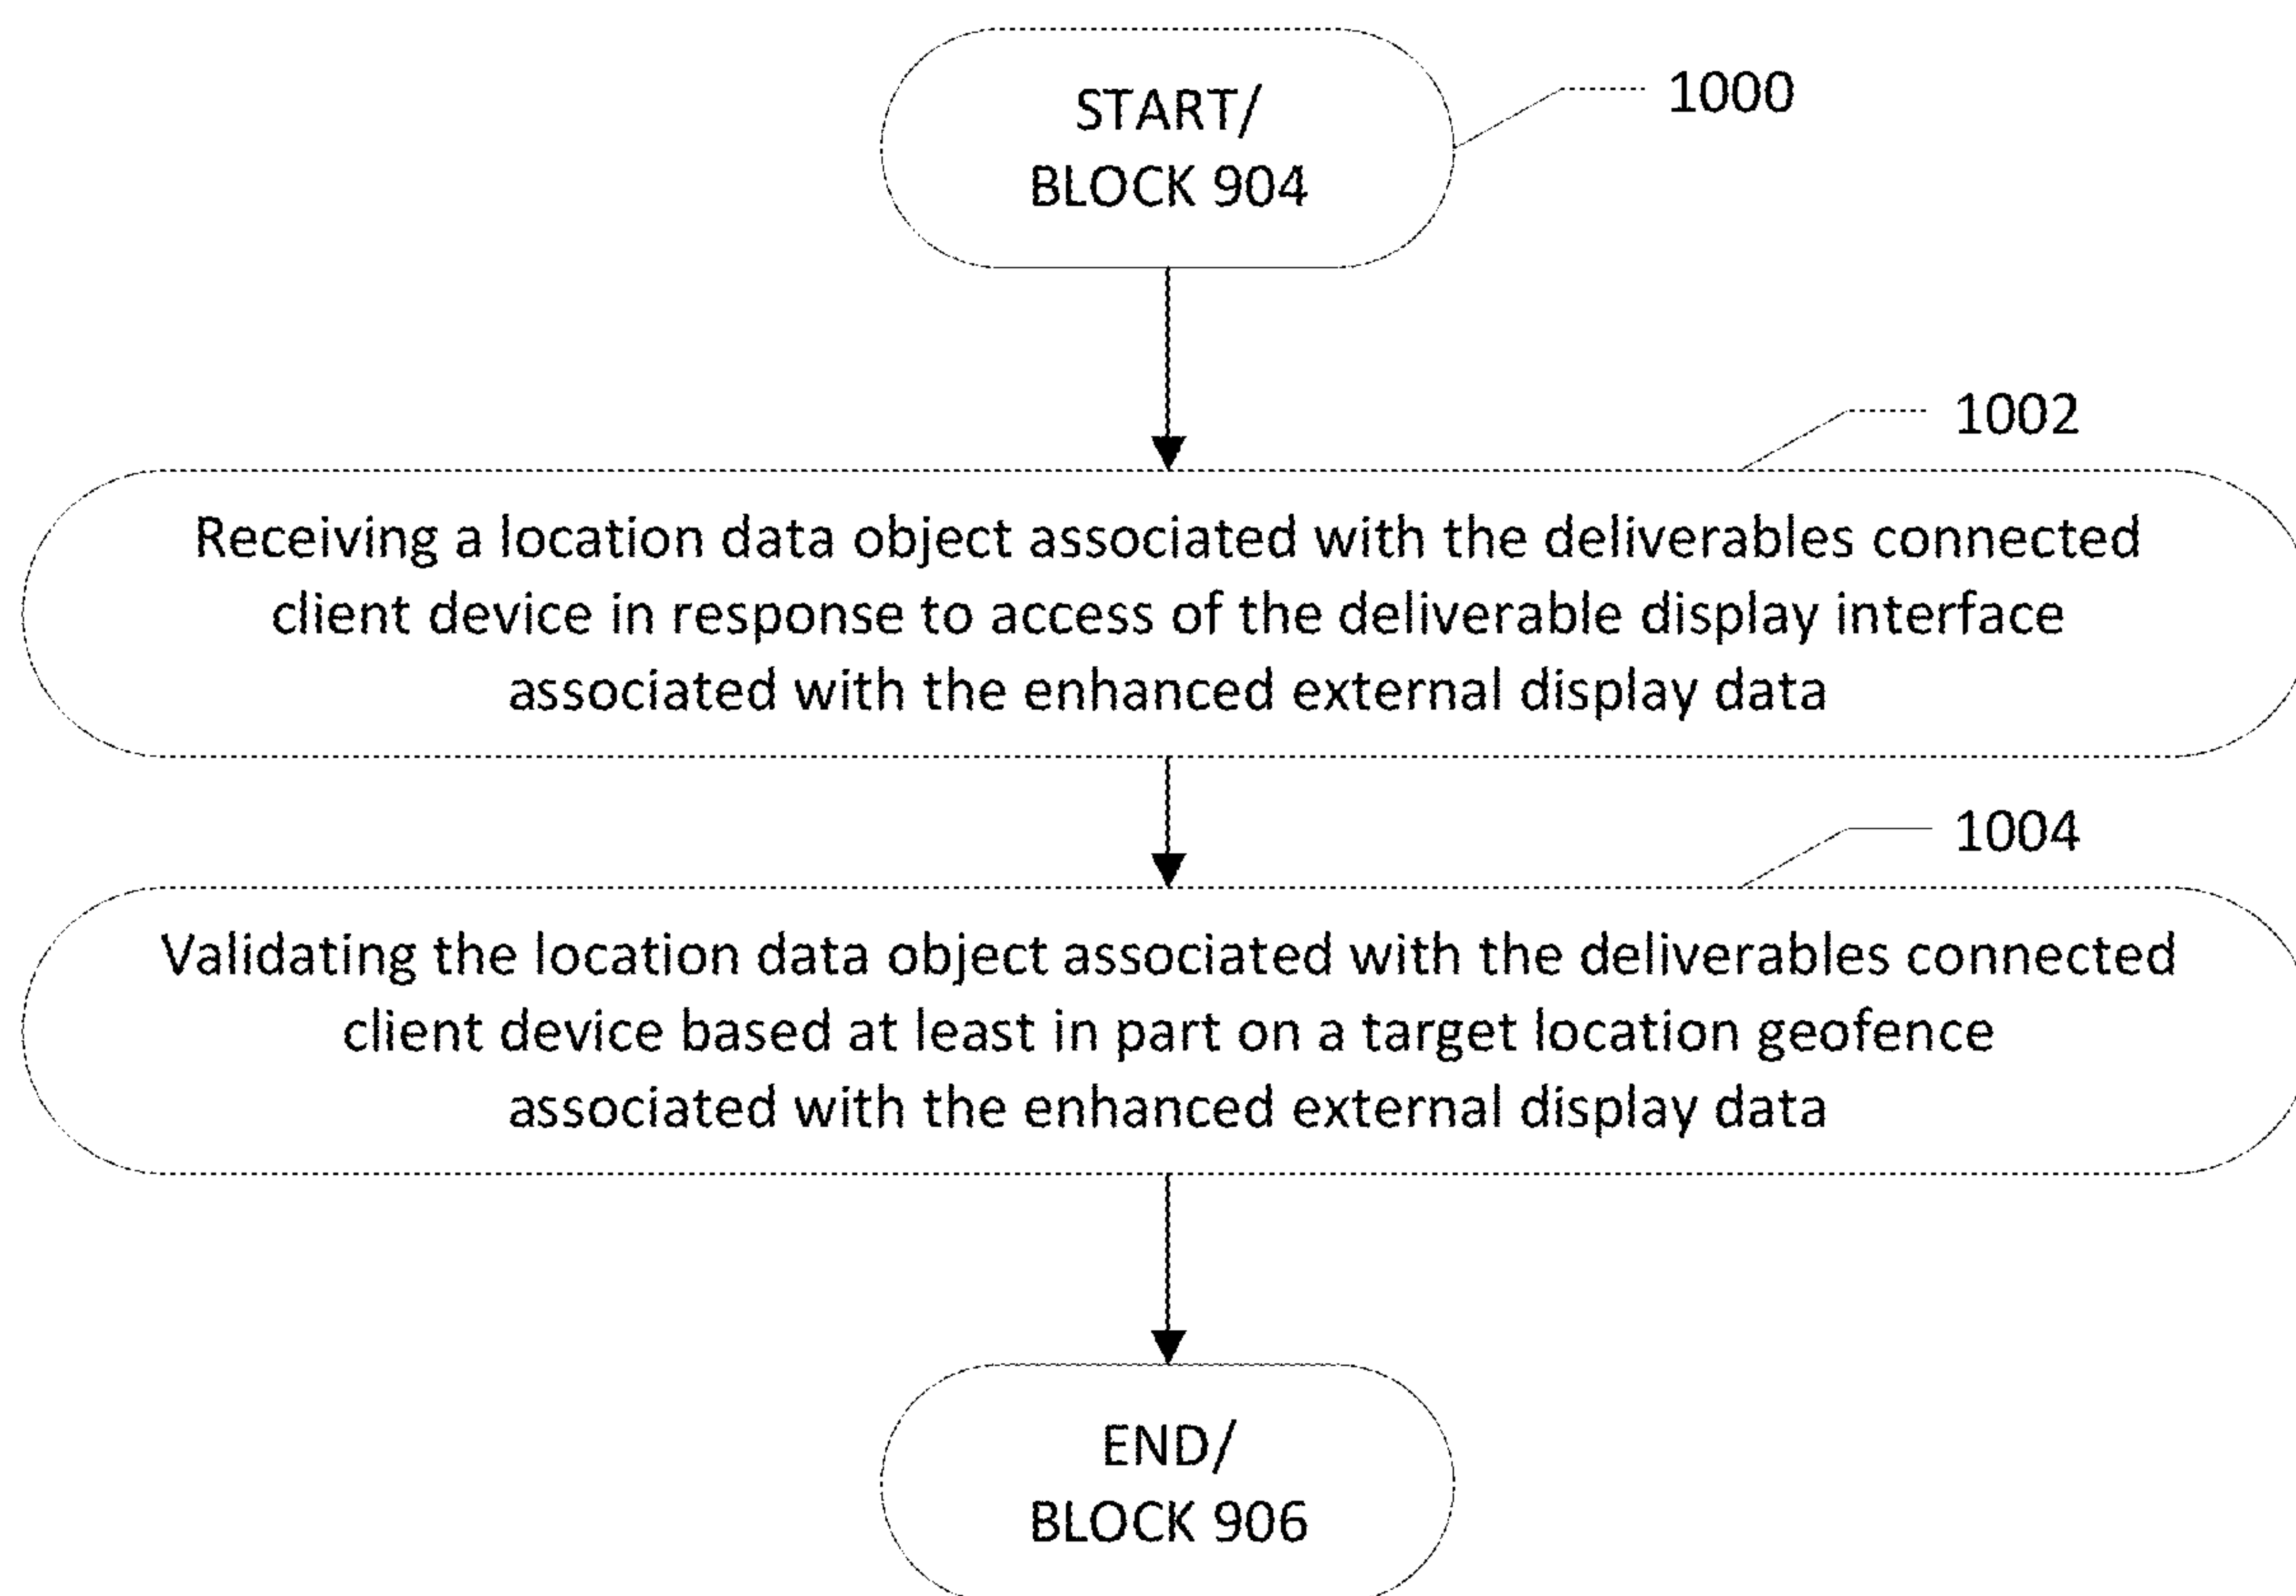 START/
BLOCK 904
1000
1002
Receiving a location data object associated with the deliverables connected
client device in response to access of the deliverable display interface
associated with the enhanced external display data
1004
Validating the location data object associated with the deliverables connected
client device based at least in part on a target location geofence
associated with the enhanced external display data
END/
BLOCK 906